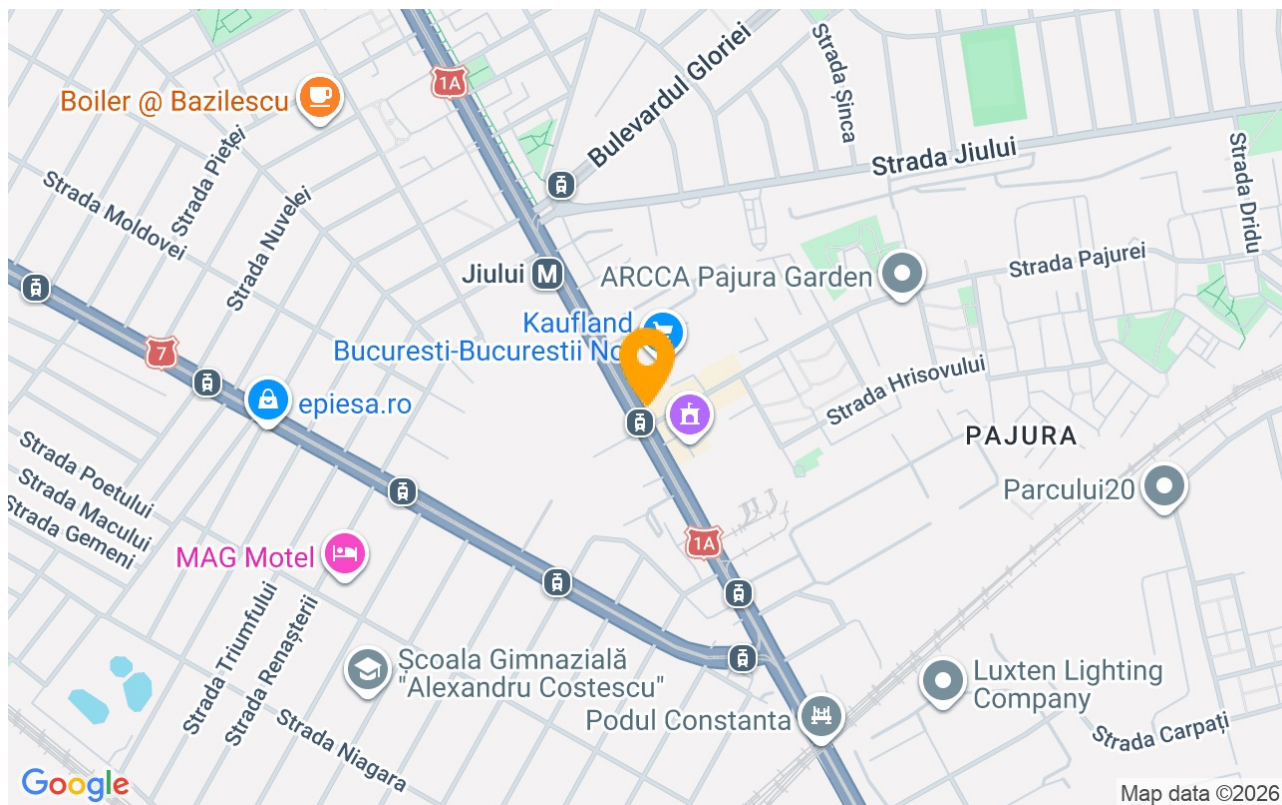 1A
Bulevardul Gloriei
Strada Șinca
Boiler @ Bazilescu
Strada Pieței
Strada Jiului
Strada Dridu
Strada Moldovei
Strada Nuvelei
Jiului M
ARCCA Pajura Garden
Strada Pajurei
Kaufland
Bucuresti-Bucurestii No
7
epiesa.ro
Strada Hrisovului
PAJURA
Strada Poetului
Strada Macului
Strada Gemeni
Parcului20
MAG Motel
1A
Strada Triumfului
Strada Renașterii
Școala Gimnazială
"Alexandru Costescu"
Luxten Lighting
Company
Podul Constanta
Strada Carpați
Strada Niagara
Google
Map data ©2026